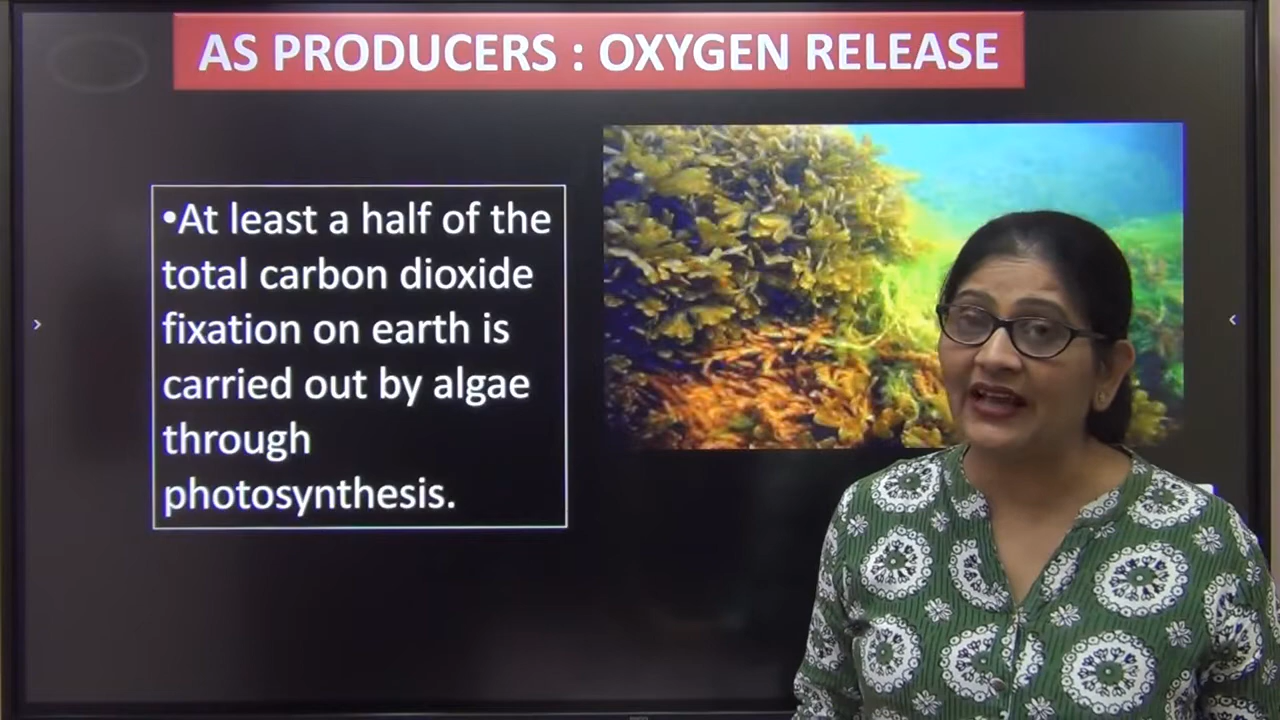 AS PRODUCERS : OXYGEN RELEASE
•At least a half of the
total carbon dioxide
fixation on earth is
carried out by algae
through
photosynthesis.